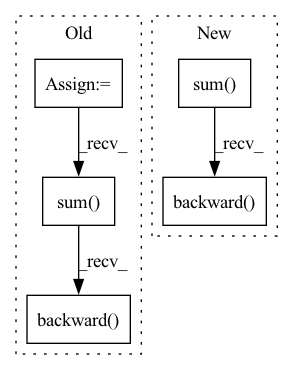 Old
New
Assign:=
sum()
_recv_
_recv_
sum()
backward()
_recv_
backward()